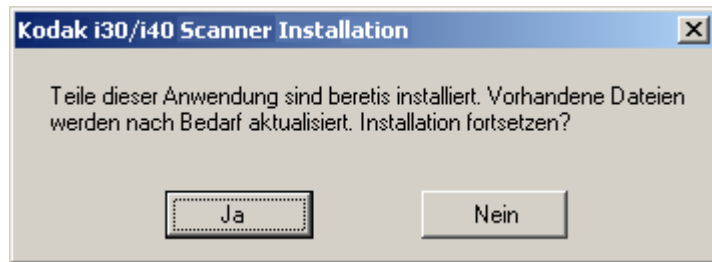 Kodak i30/i40 Scanner Installation
Teile dieser Anwendung sind beretis installiert. Vorhandene Dateien
werden nach Bedarf aktualisiert. Installation fortsetzen?
Ja
Nein